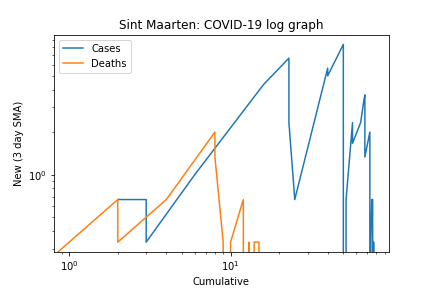 Sint Maarten: COVID-19 log graph
Cases
Deaths
New (3 day SMA)
10⁰
10⁰
10¹
Cumulative